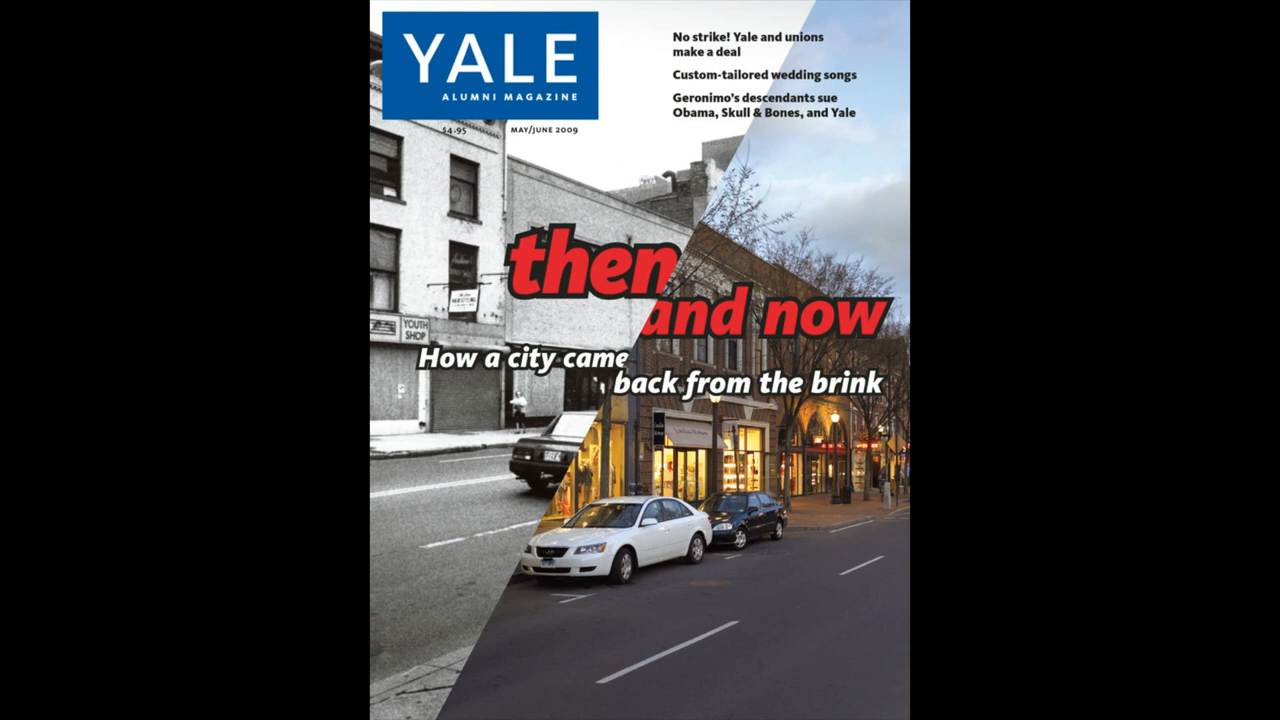 YALE
ALUMNI MAGAZINE
$4.95 MAY/JUNE 2009
No strike! Yale and unions
make a deal
Custom-tailored wedding songs
Geronimo's descendants sue
Obama, Skull & Bones, and Yale
then
and now
How a city came
back from the brink
YOUTH
SHOP